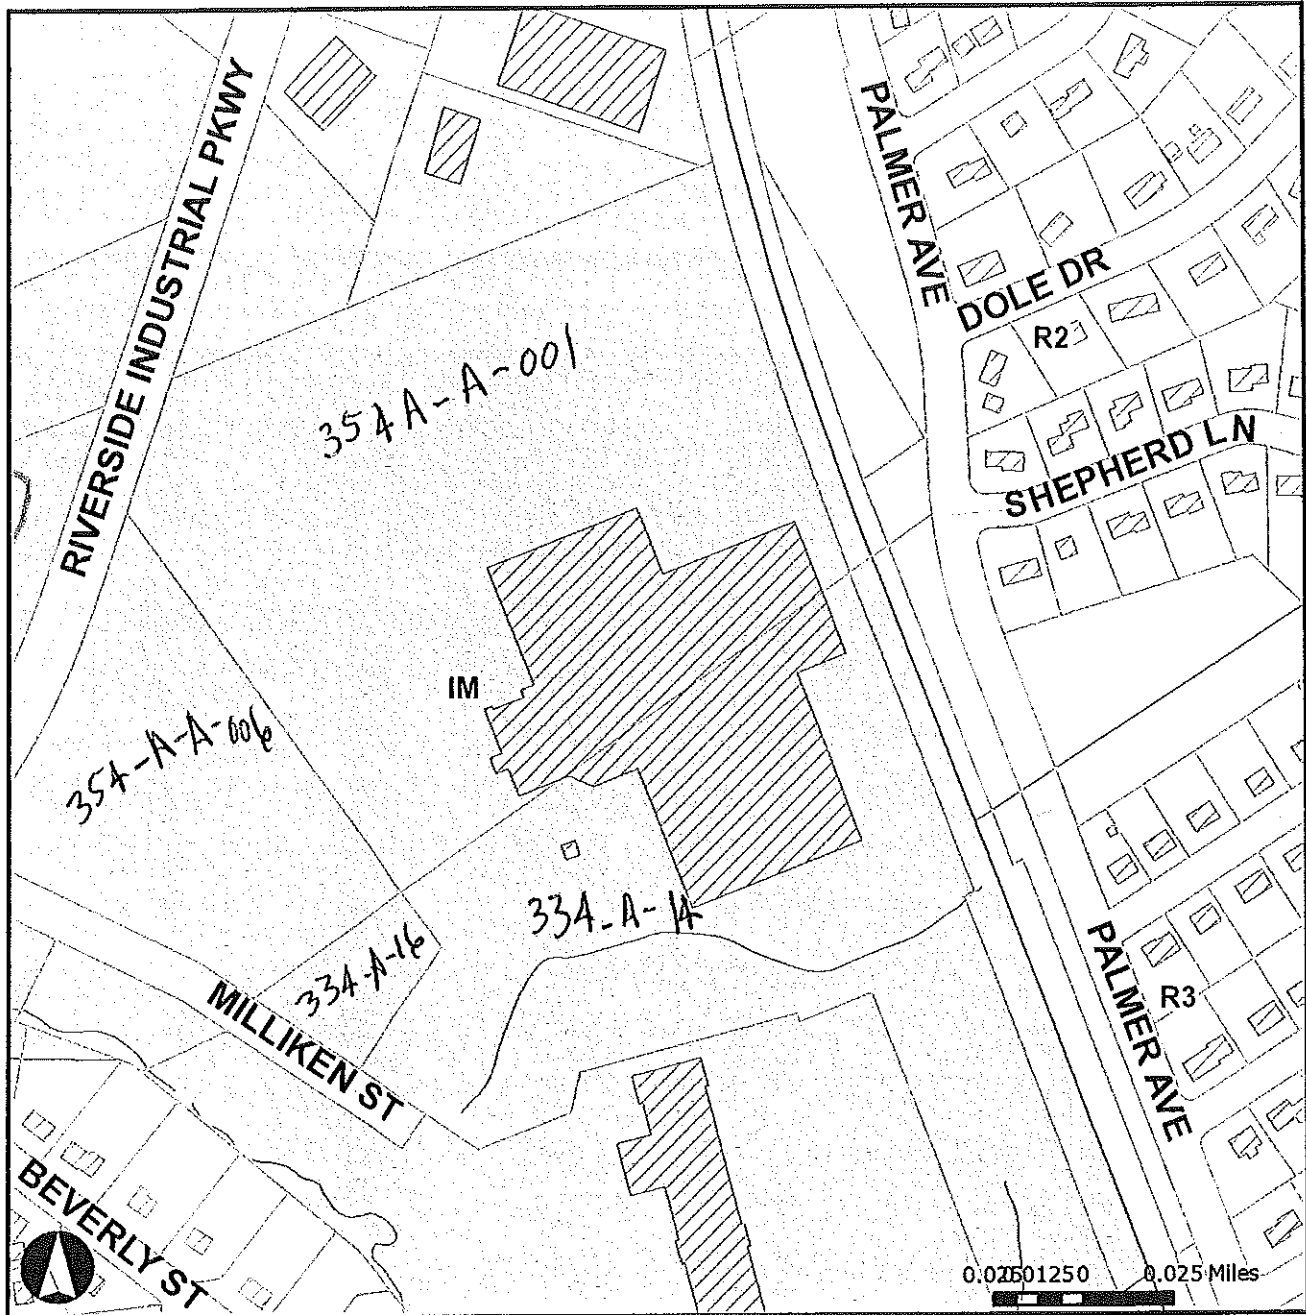 RIVERSIDE INDUSTRIAL PKWY
PALMER AVE
DOLE DR
R2
354A-A-001
SHEPHERD LN
IM
354-A-A-006
334-A-14
334-A-16
MILLIKEN ST
PALMER AVE
R3
BEVERLY ST
0.025 Miles